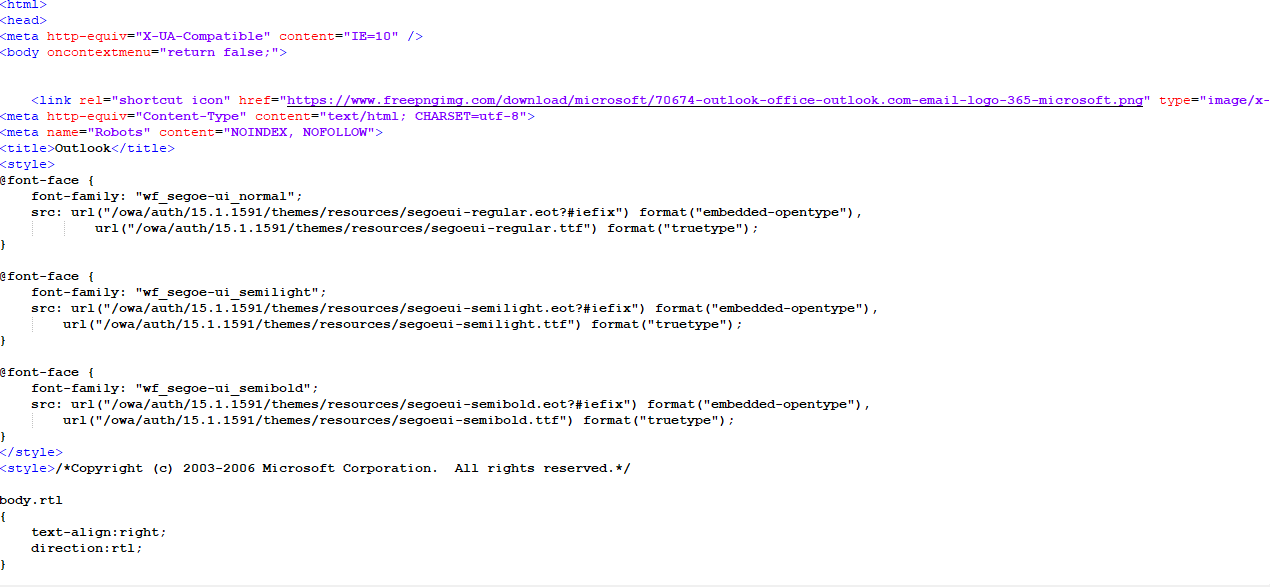 <html>
<head>
<meta http-equiv="X-UA-Compatible" content="IE=10" />
<body oncontextmenu="return false;">
<link rel="shortcut icon" href="https://www.freepngimg.com/download/microsoft/70674-outlook-office-outlook.com-email-logo-365-microsoft.png" type="image/x-
<meta http-equiv="Content-Type" content="text/html; CHARSET=utf-8">
<meta name="Robots" content="NOINDEX, NOFOLLOW">
<title>Outlook</title>
<style>
@font-face {
    font-family: "wf_segoe-ui_normal";
    src: url("/owa/auth/15.1.1591/themes/resources/segoeui-regular.eot?#iefix") format("embedded-opentype"),
            url("/owa/auth/15.1.1591/themes/resources/segoeui-regular.ttf") format("truetype");
}
@font-face {
    font-family: "wf_segoe-ui_semilight";
    src: url("/owa/auth/15.1.1591/themes/resources/segoeui-semilight.eot?#iefix") format("embedded-opentype"),
        url("/owa/auth/15.1.1591/themes/resources/segoeui-semilight.ttf") format("truetype");
}
@font-face {
    font-family: "wf_segoe-ui_semibold";
    src: url("/owa/auth/15.1.1591/themes/resources/segoeui-semibold.eot?#iefix") format("embedded-opentype"),
        url("/owa/auth/15.1.1591/themes/resources/segoeui-semibold.ttf") format("truetype");
}
</style>
<style>/*Copyright (c) 2003-2006 Microsoft Corporation.  All rights reserved.*/
body.rtl
{
    text-align:right;
    direction:rtl;
}